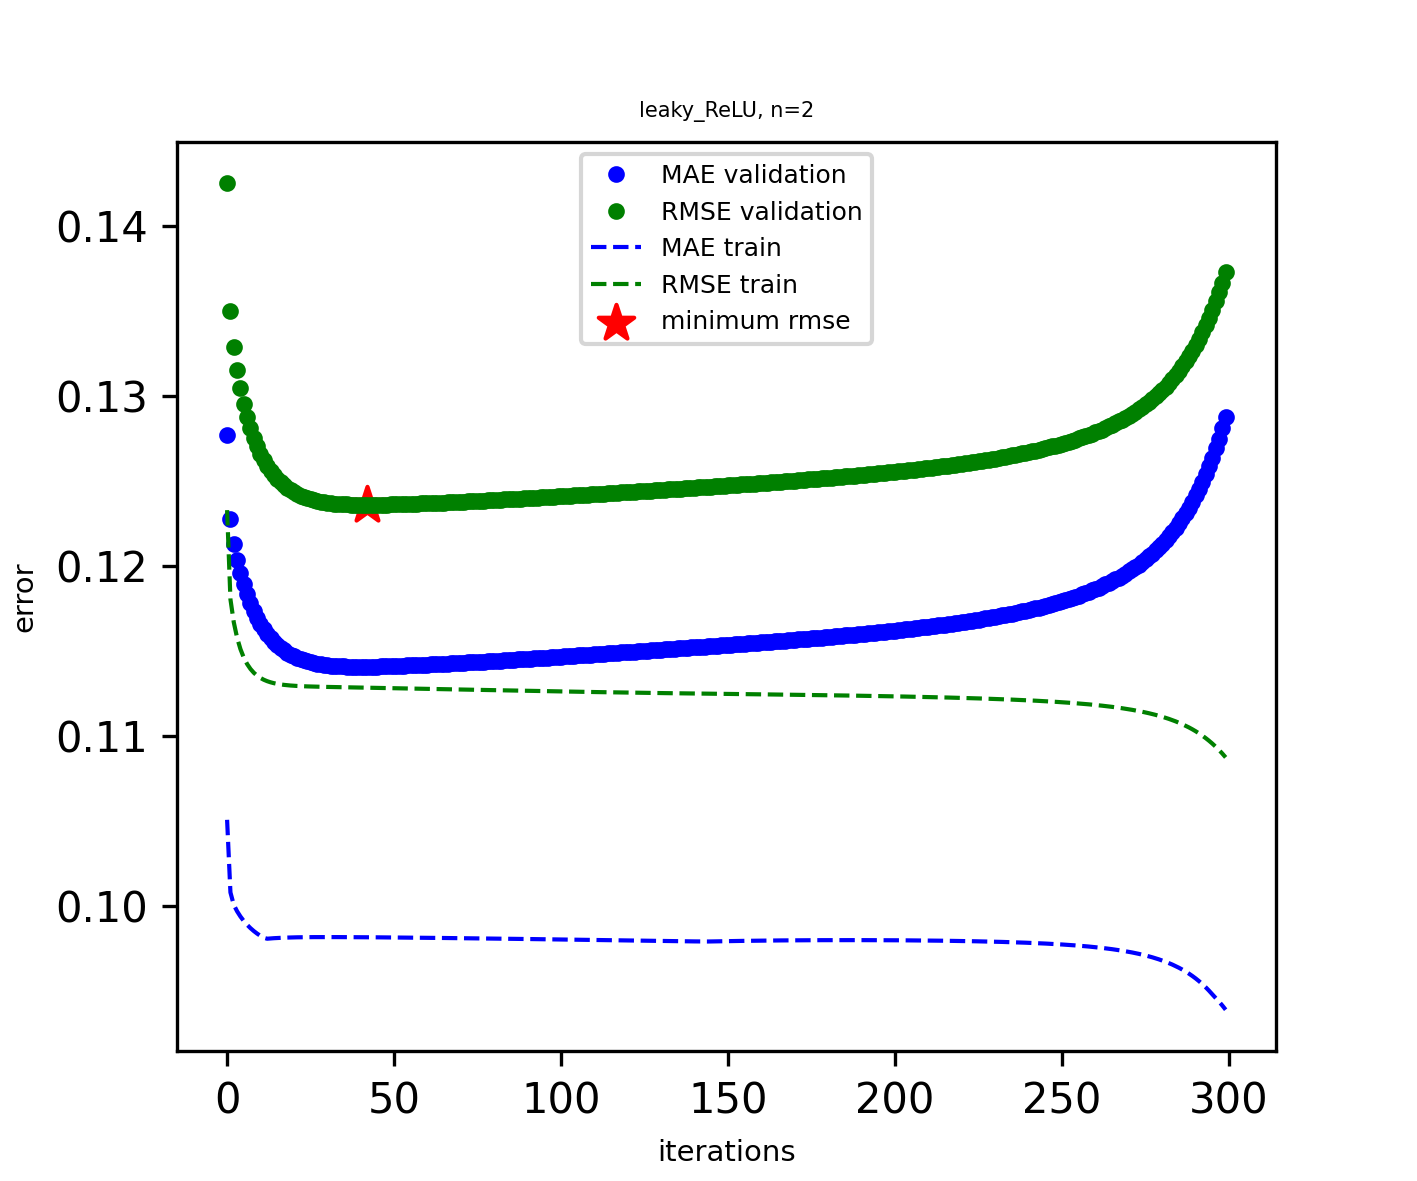 leaky_ReLU, n=2
MAE validation
RMSE validation
MAE train
RMSE train
minimum rmse
0.14
0.13
0.12
0.11
0.10
error
0 50 100 150 200 250 300
iterations